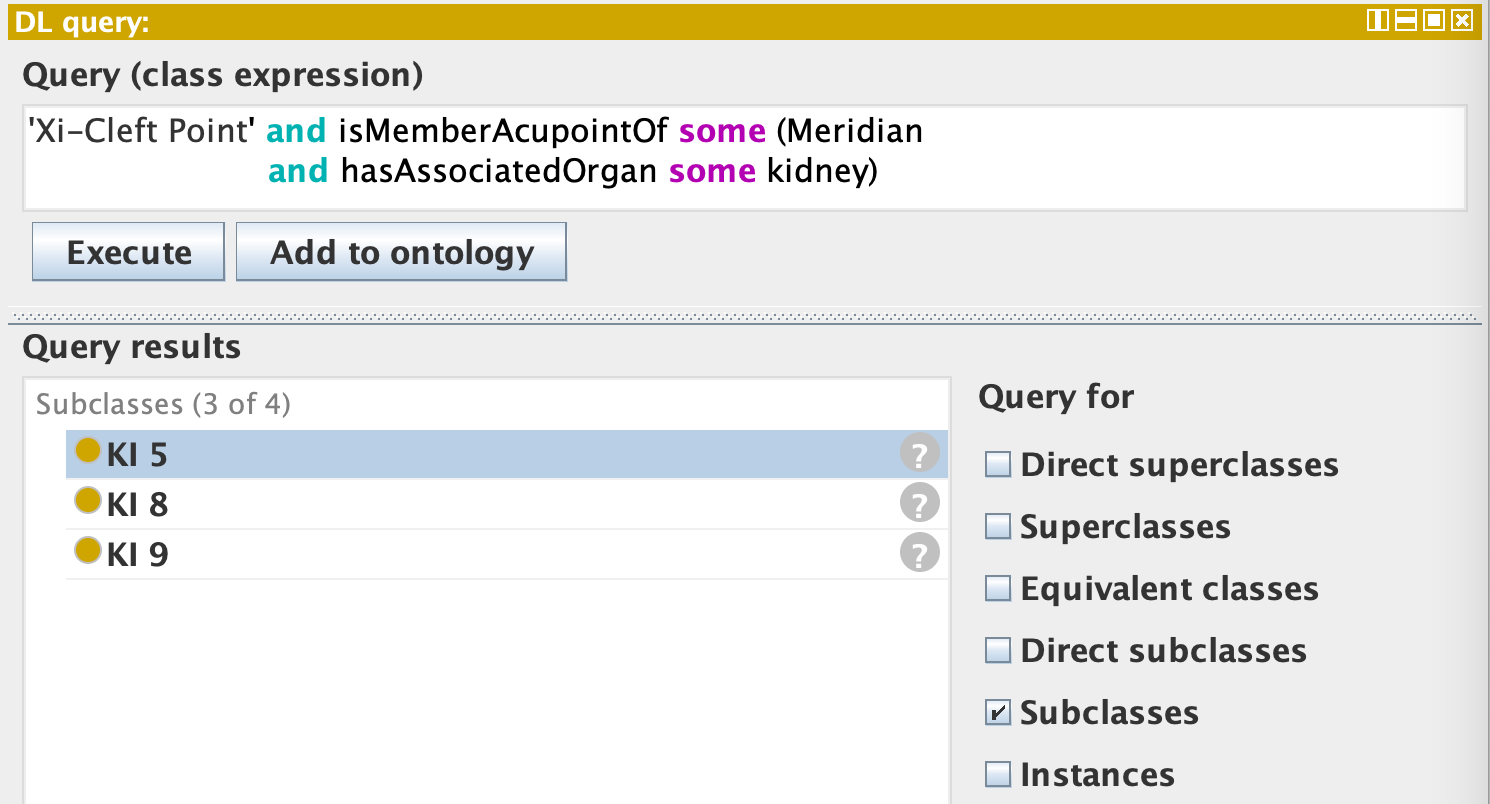 DL query:
Query (class expression)
'Xi-Cleft Point' and isMemberAcupointOf some (Meridian
and hasAssociatedOrgan some kidney)
Execute
Add to ontology
Query results
Subclasses (3 of 4)
KI 5
?
KI 8
?
KI 9
?
Query for
Direct superclasses
Superclasses
Equivalent classes
Direct subclasses
Subclasses
Instances